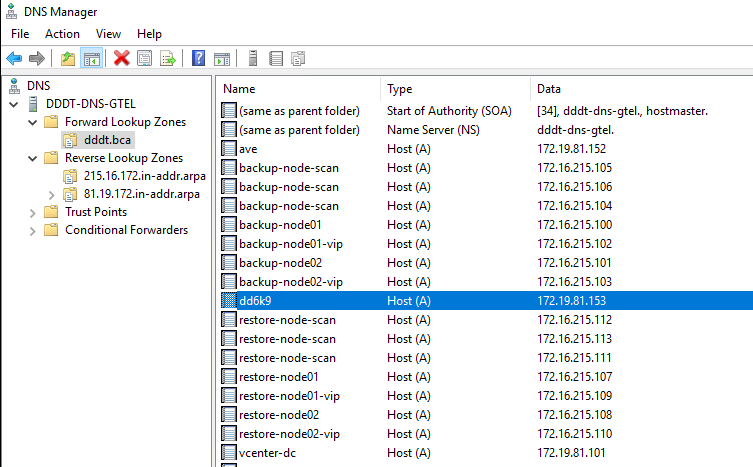 DNS Manager
File Action View Help
DNS
DDDT-DNS-GTEL
Forward Lookup Zones
dddt.bca
Reverse Lookup Zones
215.16.172.in-addr.arpa
81.19.172.in-addr.arpa
Trust Points
Conditional Forwarders
Name Type Data
(same as parent folder) Start of Authority (SOA) [34], dddt-dns-gtel., hostmaster.
(same as parent folder) Name Server (NS) dddt-dns-gtel.
ave Host (A) 172.19.81.152
backup-node-scan Host (A) 172.16.215.105
backup-node-scan Host (A) 172.16.215.106
backup-node-scan Host (A) 172.16.215.104
backup-node01 Host (A) 172.16.215.100
backup-node01-vip Host (A) 172.16.215.102
backup-node02 Host (A) 172.16.215.101
backup-node02-vip Host (A) 172.16.215.103
dd6k9 Host (A) 172.19.81.153
restore-node-scan Host (A) 172.16.215.112
restore-node-scan Host (A) 172.16.215.113
restore-node-scan Host (A) 172.16.215.111
restore-node01 Host (A) 172.16.215.107
restore-node01-vip Host (A) 172.16.215.109
restore-node02 Host (A) 172.16.215.108
restore-node02-vip Host (A) 172.16.215.110
vcenter-dc Host (A) 172.19.81.101